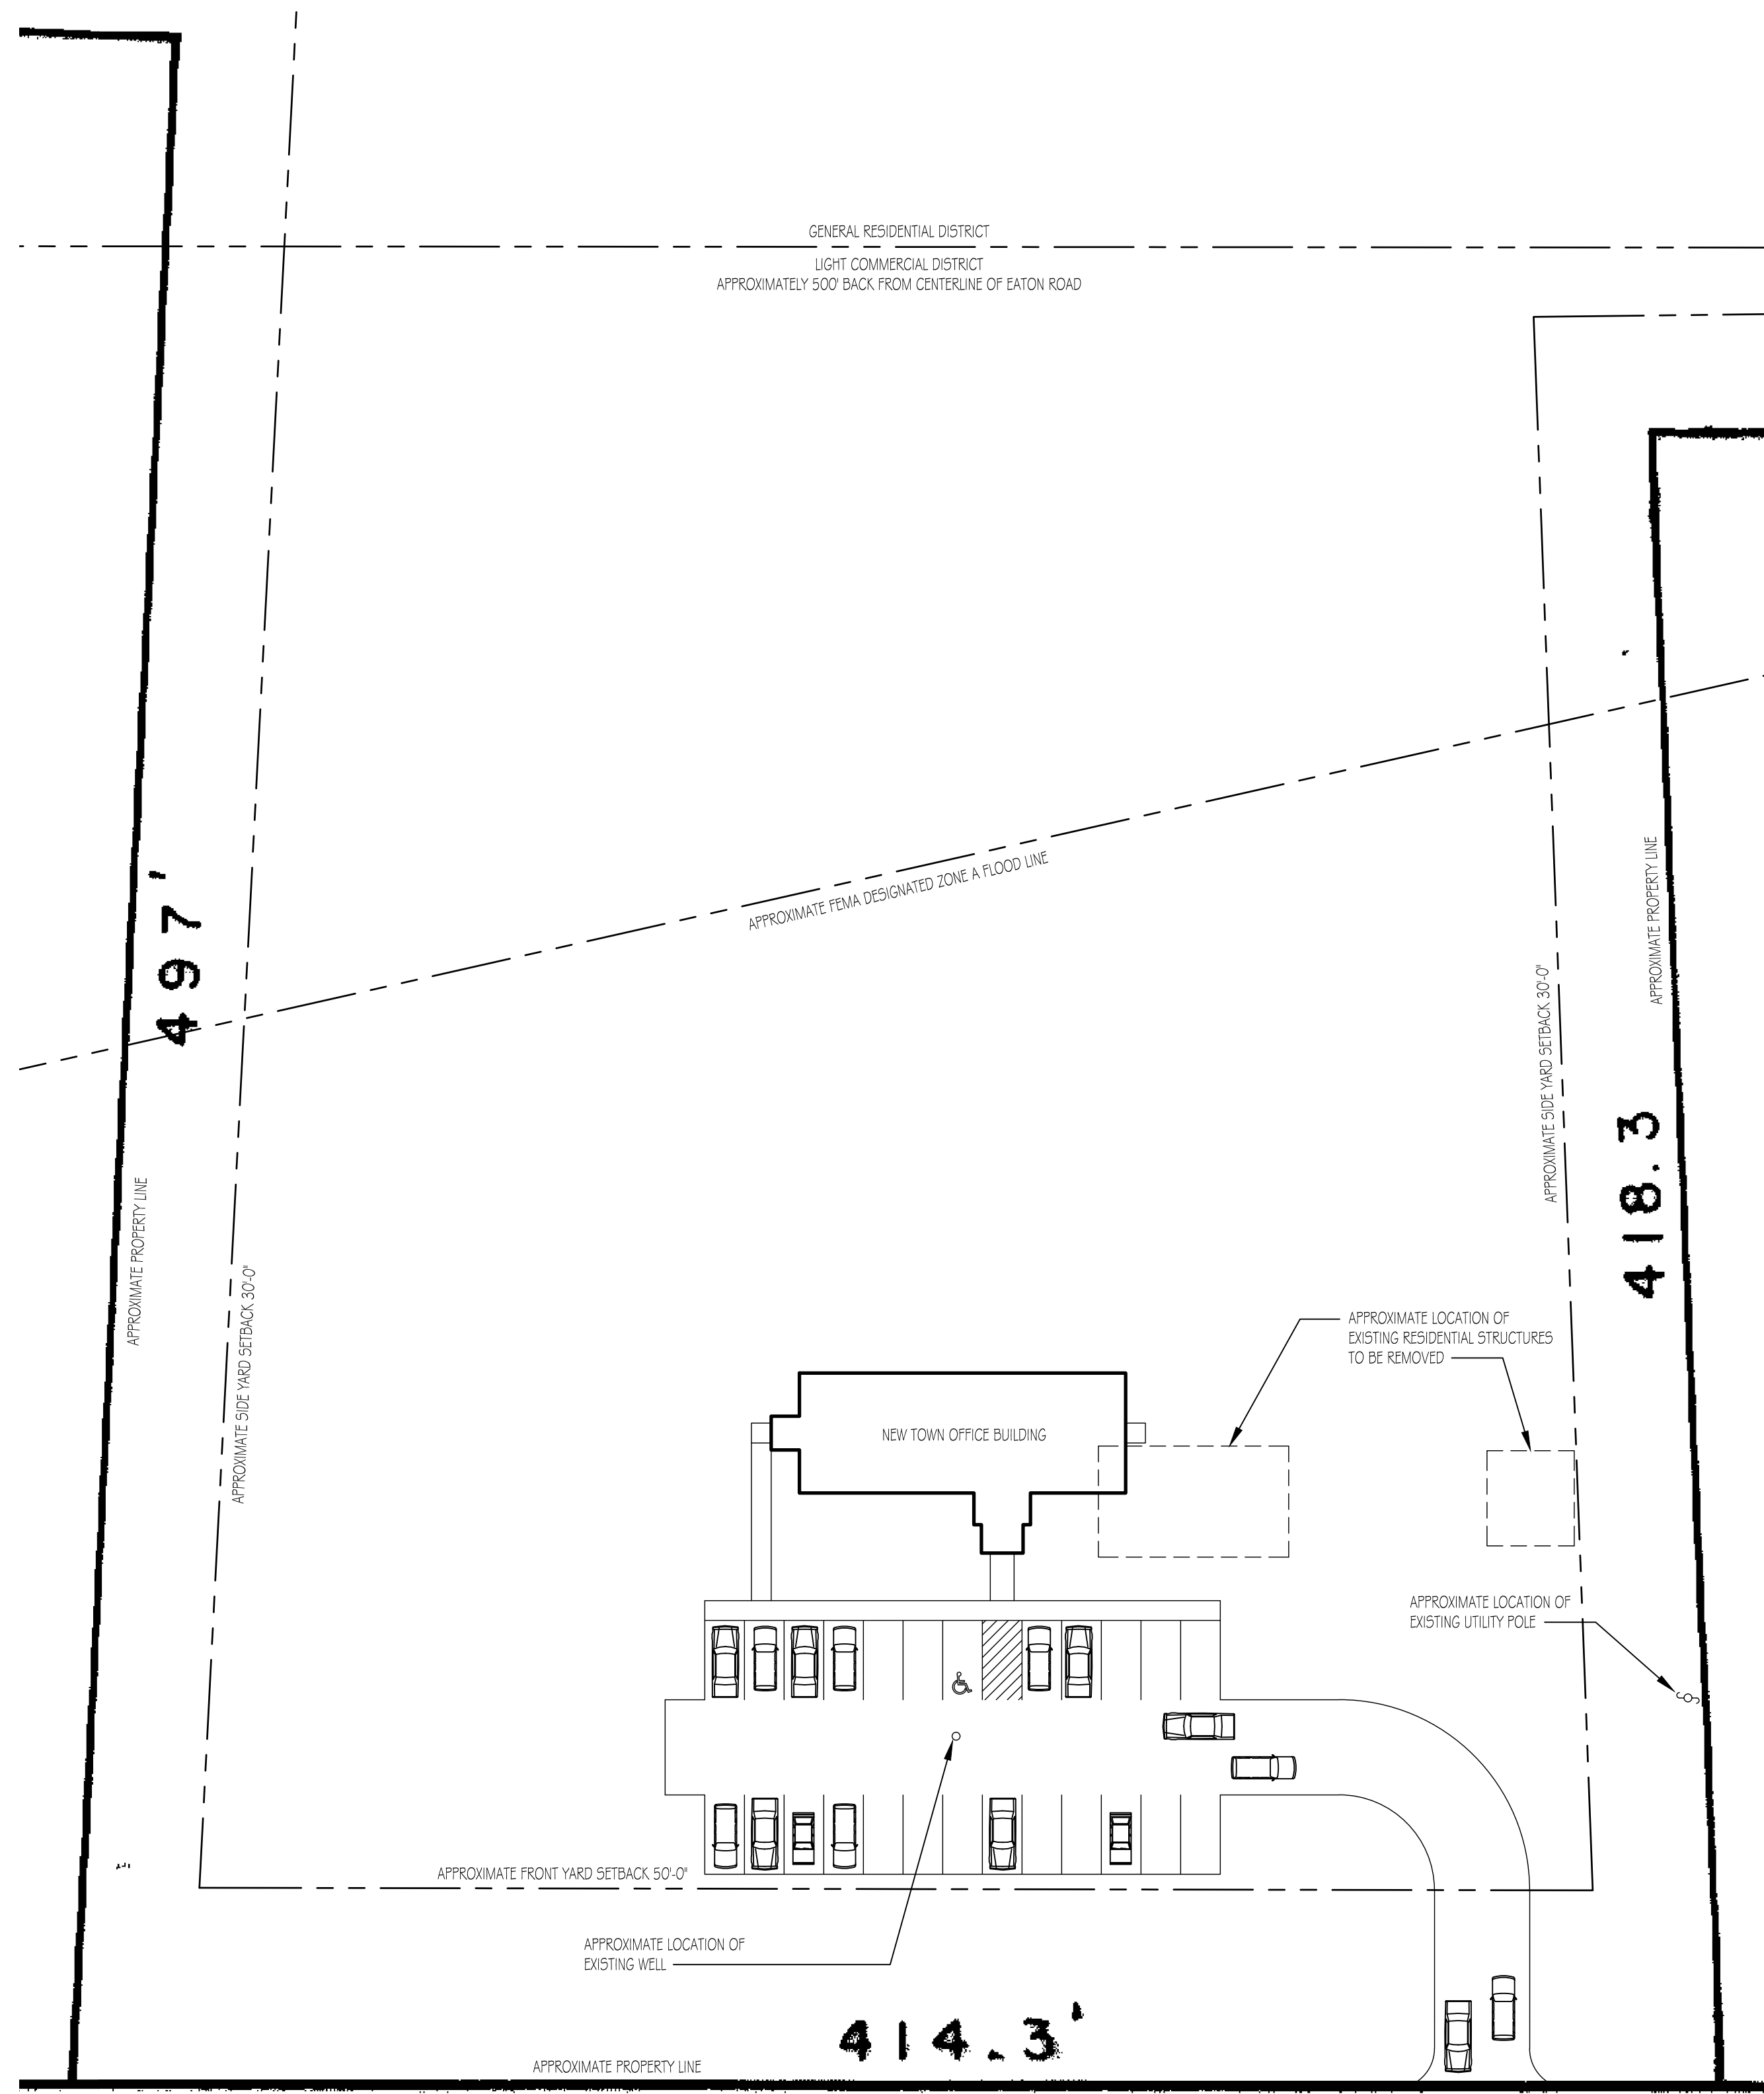 GENERAL RESIDENTIAL DISTRICT
LIGHT COMMERCIAL DISTRICT
APPROXIMATELY 500' BACK FROM CENTERLINE OF EATON ROAD
APPROXIMATE FEMA DESIGNATED ZONE A FLOOD LINE
497'
APPROXIMATE PROPERTY LINE
APPROXIMATE SIDE YARD SETBACK 30'-0"
APPROXIMATE PROPERTY LINE
APPROXIMATE SIDE YARD SETBACK 30'-0"
418.3
APPROXIMATE LOCATION OF
EXISTING RESIDENTIAL STRUCTURES
TO BE REMOVED
NEW TOWN OFFICE BUILDING
APPROXIMATE LOCATION OF
EXISTING UTILITY POLE
APPROXIMATE FRONT YARD SETBACK 50'-0"
APPROXIMATE LOCATION OF
EXISTING WELL
414.3'
APPROXIMATE PROPERTY LINE